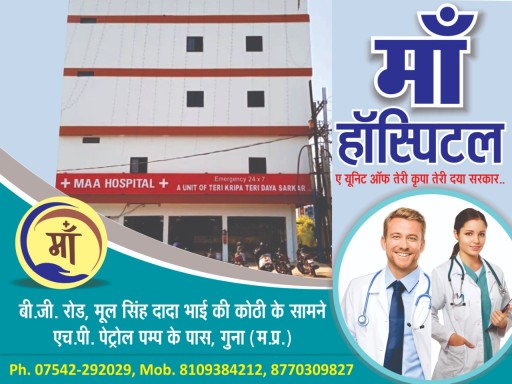 माँ
हॉस्पिटल
ए यूनिट ऑफ तेरी कृपा तेरी दया सरकार..
Emergency 24 x 7
+ MAA HOSPITAL +
A UNIT OF TERI KRIPA TERI DAYA SARKAR
माँ
बी.जी. रोड, मूल सिंह दादा भाई की कोठी के सामने
एच.पी. पेट्रोल पम्प के पास, गुना (म.प्र.)
Ph. 07542-292029, Mob. 8109384212, 8770309827